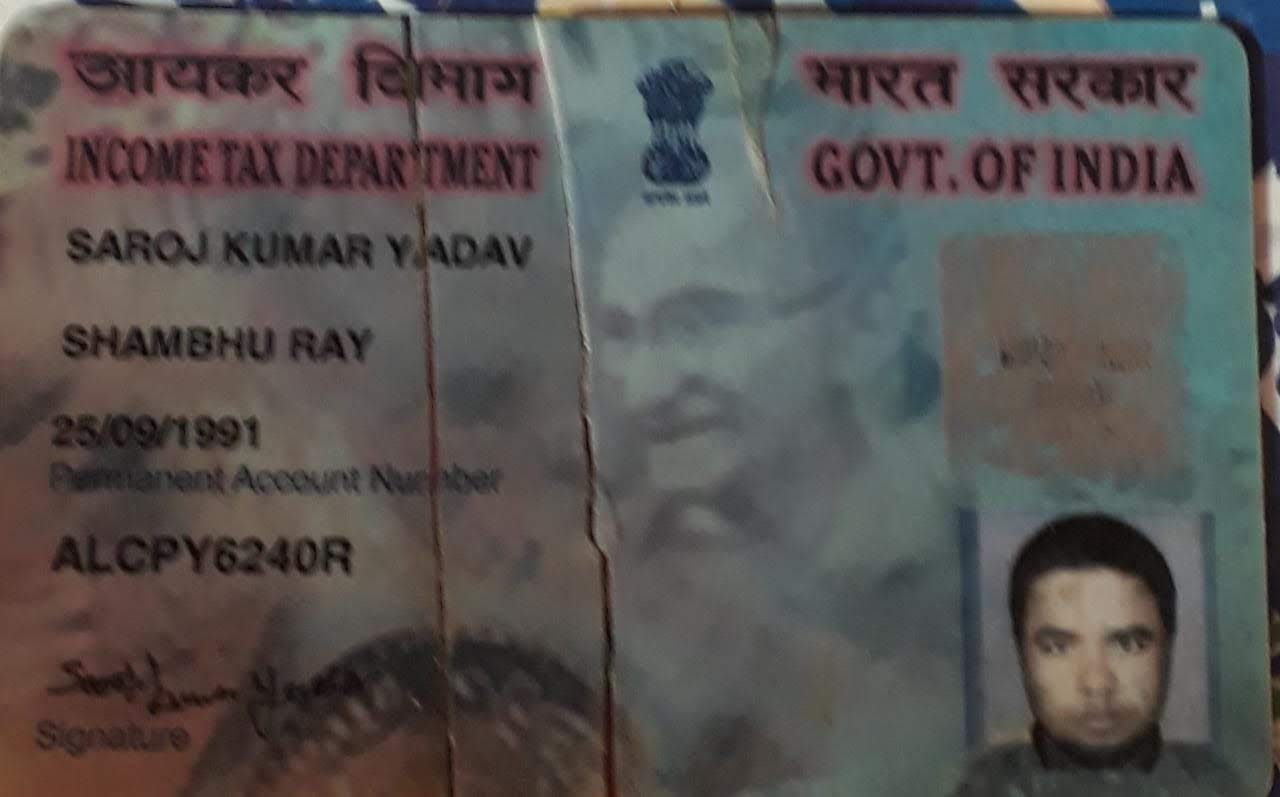 आयकर विभाग
भारत सरकार
INCOME TAX DEPARTMENT
GOVT. OF INDIA
SAROJ KUMAR YADAV
SHAMBHU RAY
25/09/1991
Permanent Account Number
ALCPY6240R
Signature